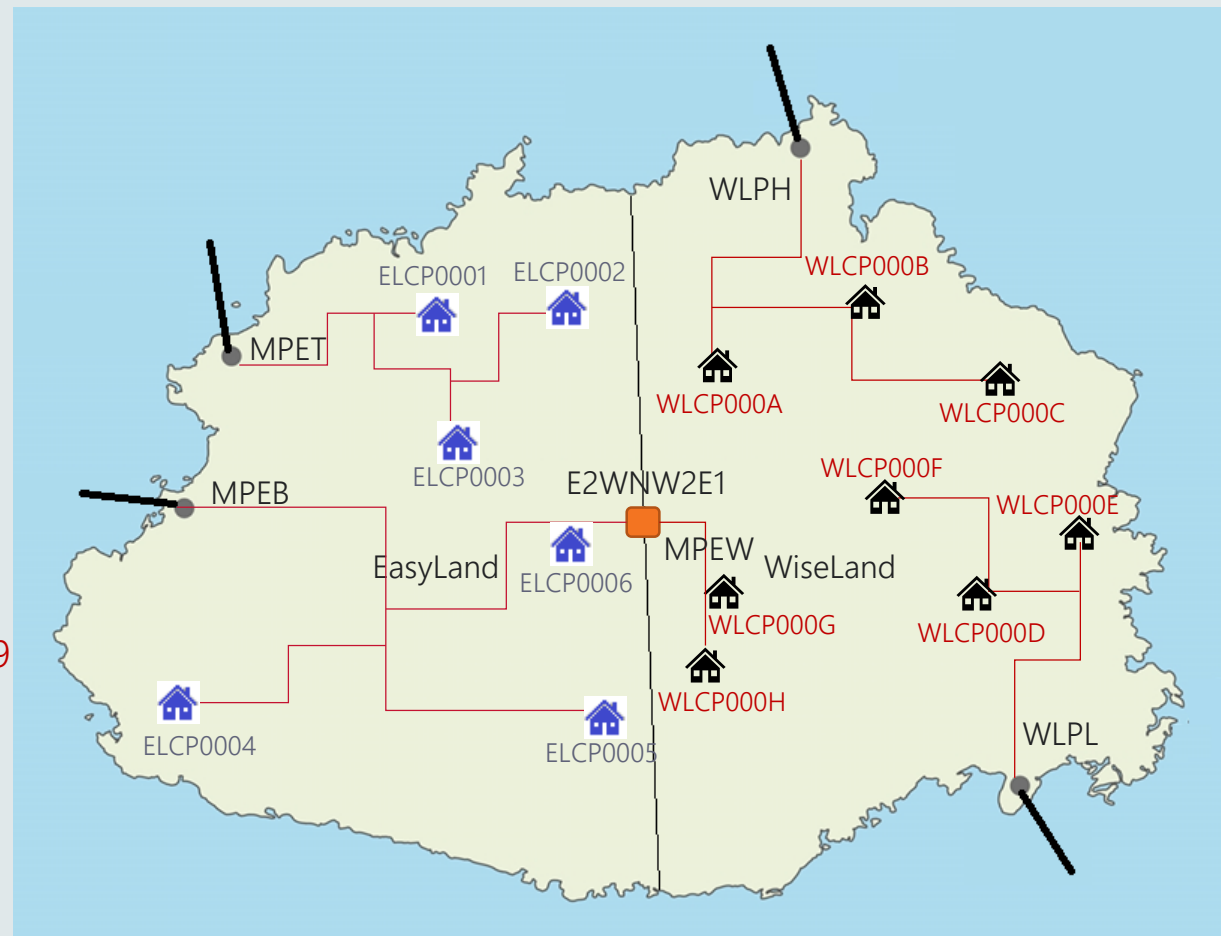 WLPH
WLCP000B
ELCP0001
ELCP0002
MPET
WLCP000A
WLCP000C
ELCP0003
WLCP000F
E2WNW2E1
MPEB
WLCP000E
MPEW
EasyLand
WiseLand
ELCP0006
WLCP000G
WLCP000D
9
WLCP000H
ELCP0004
ELCP0005
WLPL